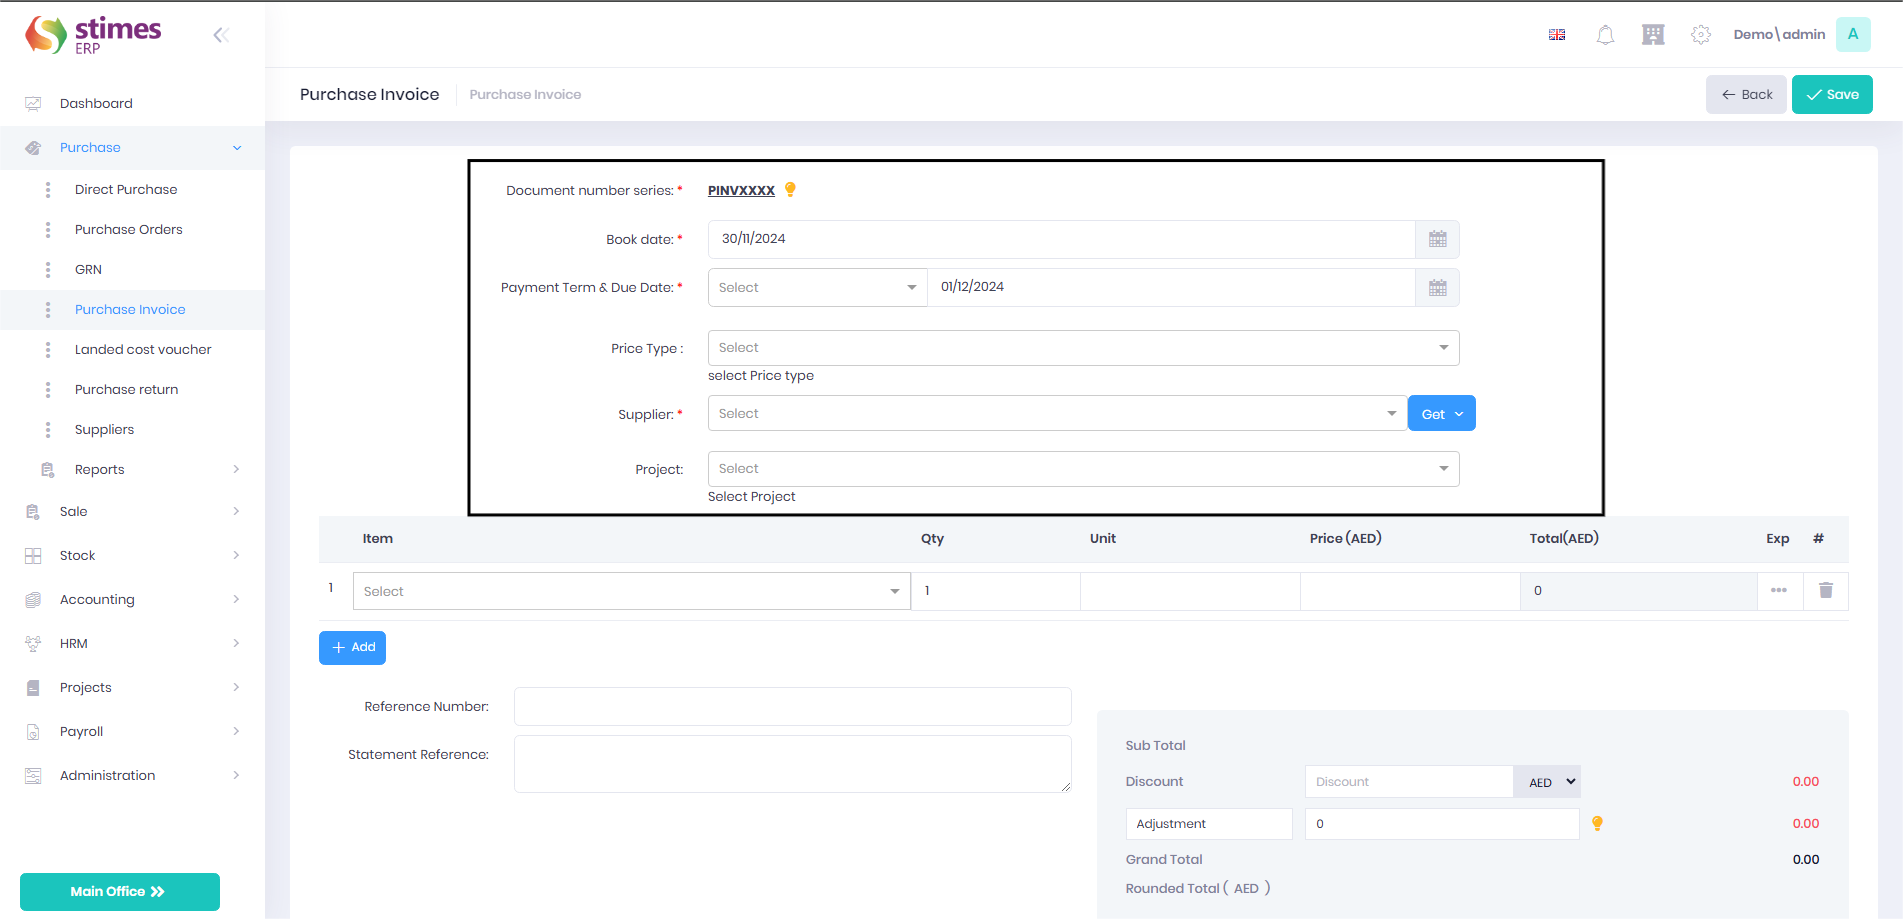 stimes
ERP
Demo\admin
A
Purchase Invoice
Purchase Invoice
Back
Save
Dashboard
Purchase
Direct Purchase
Purchase Orders
GRN
Purchase Invoice
Landed cost voucher
Purchase return
Suppliers
Reports
Sale
Stock
Accounting
HRM
Projects
Payroll
Administration
Main Office
Document number series: * PINVXXXX
Book date: * 30/11/2024
Payment Term & Due Date: * Select 01/12/2024
Price Type : Select
select Price type
Supplier: * Select Get
Project: Select
Select Project
Item Qty Unit Price (AED) Total(AED) Exp #
1 Select 1 0
Add
Reference Number:
Statement Reference:
Sub Total
Discount Discount AED 0.00
Adjustment 0 0.00
Grand Total 0.00
Rounded Total ( AED )